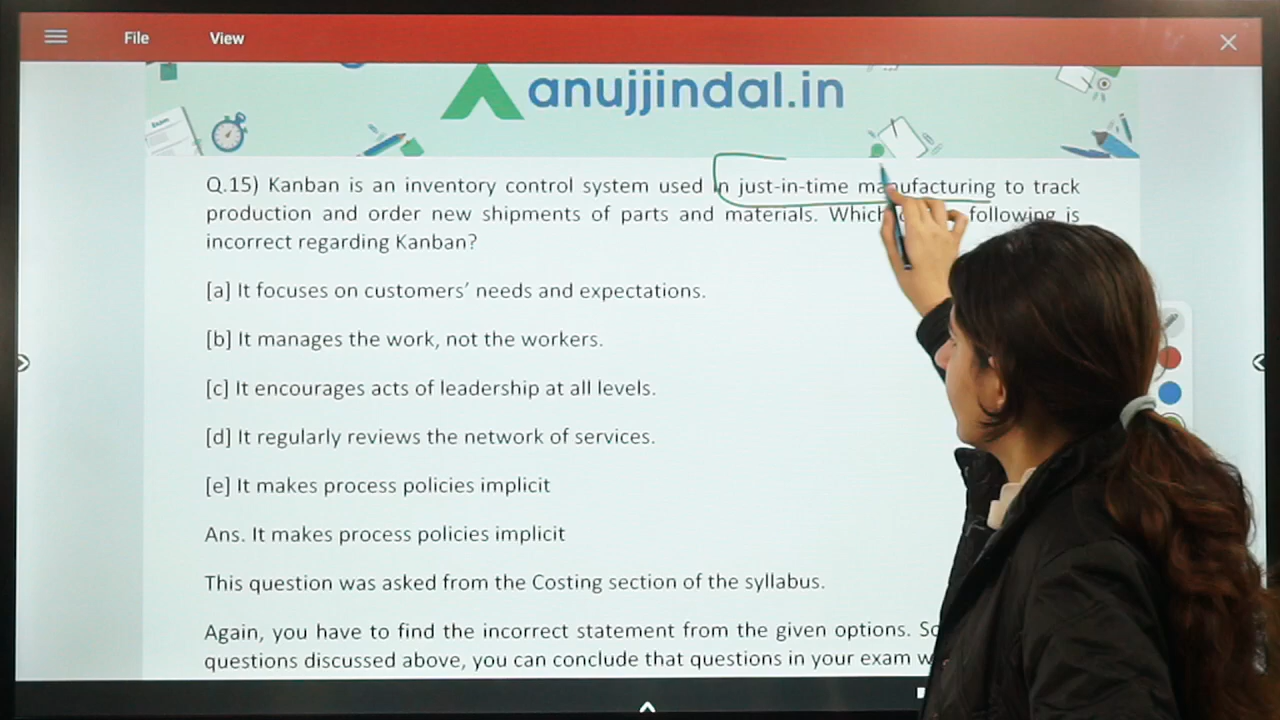 File View
anujjindal.in
Exam
Q.15) Kanban is an inventory control system used in just-in-time manufacturing to track
production and order new shipments of parts and materials. Which following is
incorrect regarding Kanban?
[a] It focuses on customers' needs and expectations.
[b] It manages the work, not the workers.
[c] It encourages acts of leadership at all levels.
[d] It regularly reviews the network of services.
[e] It makes process policies implicit
Ans. It makes process policies implicit
This question was asked from the Costing section of the syllabus.
Again, you have to find the incorrect statement from the given options.
questions discussed above, you can conclude that questions in your exam